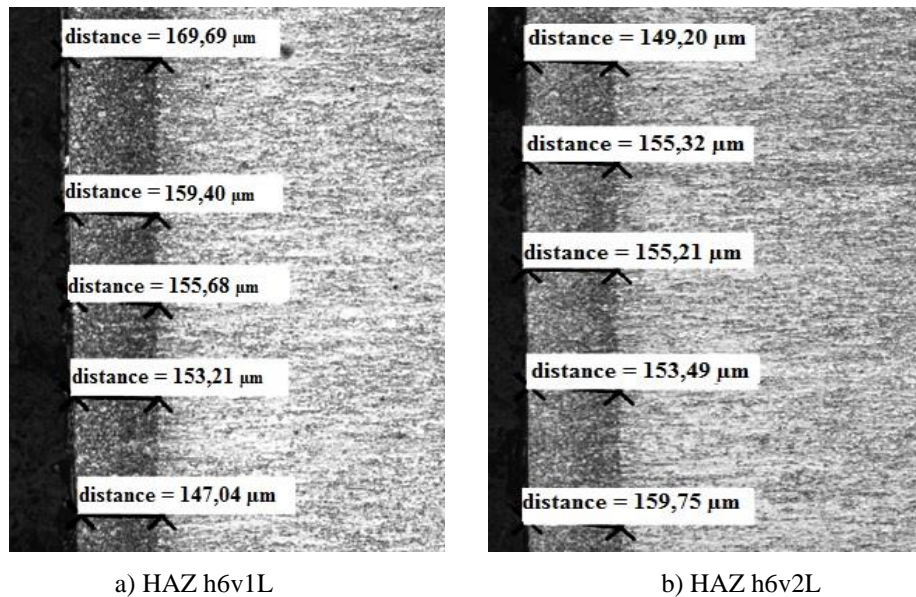 distance = 169,69 µm
distance = 159,40 µm
distance = 155,68 µm
distance = 153,21 µm
distance = 147,04 µm
a) HAZ h6v1L
distance = 149,20 µm
distance = 155,32 µm
distance = 155,21 µm
distance = 153,49 µm
distance = 159,75 µm
b) HAZ h6v2L